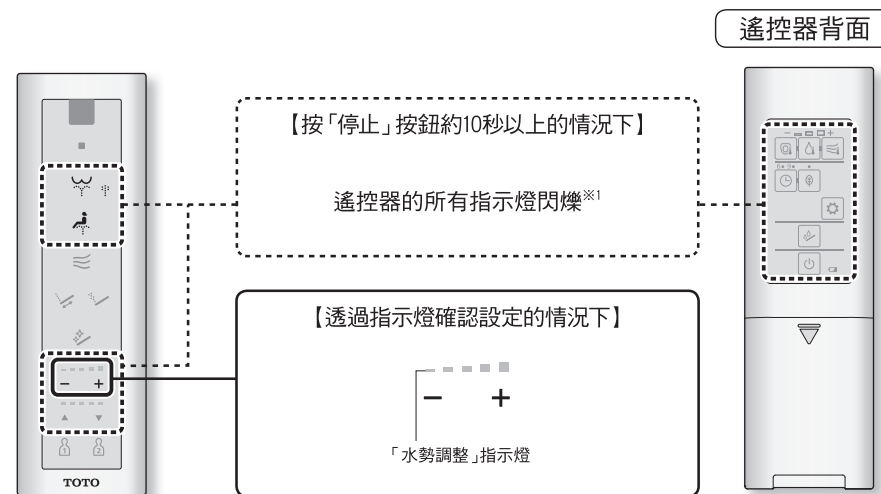 遙控器背面
【按「停止」按鈕約10秒以上的情況下】
遙控器的所有指示燈閃爍※1
【透過指示燈確認設定的情況下】
− +
「水勢調整」指示燈
− +
1 2
TOTO
− +